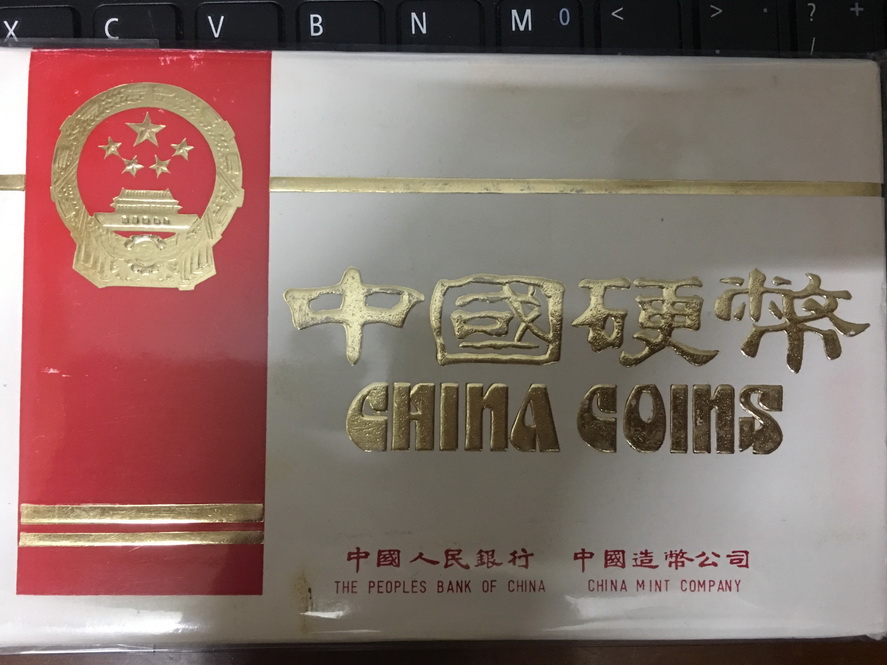 X C V B N M 0 < > . ? + /
中國硬幣
CHINA COINS
中國人民銀行 中國造幣公司
THE PEOPLES BANK OF CHINA CHINA MINT COMPANY